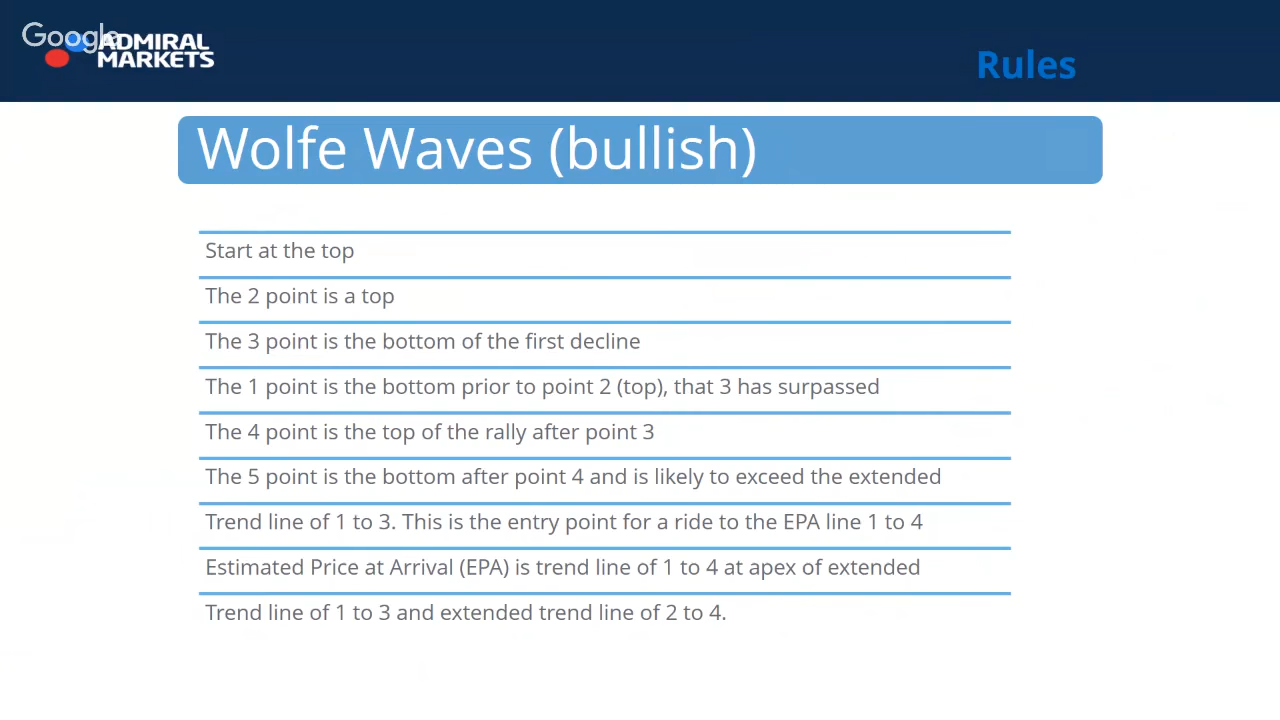 Google
ADMIRAL
MARKETS
Rules
Wolfe Waves (bullish)
Start at the top
The 2 point is a top
The 3 point is the bottom of the first decline
The 1 point is the bottom prior to point 2 (top), that 3 has surpassed
The 4 point is the top of the rally after point 3
The 5 point is the bottom after point 4 and is likely to exceed the extended
Trend line of 1 to 3. This is the entry point for a ride to the EPA line 1 to 4
Estimated Price at Arrival (EPA) is trend line of 1 to 4 at apex of extended
Trend line of 1 to 3 and extended trend line of 2 to 4.